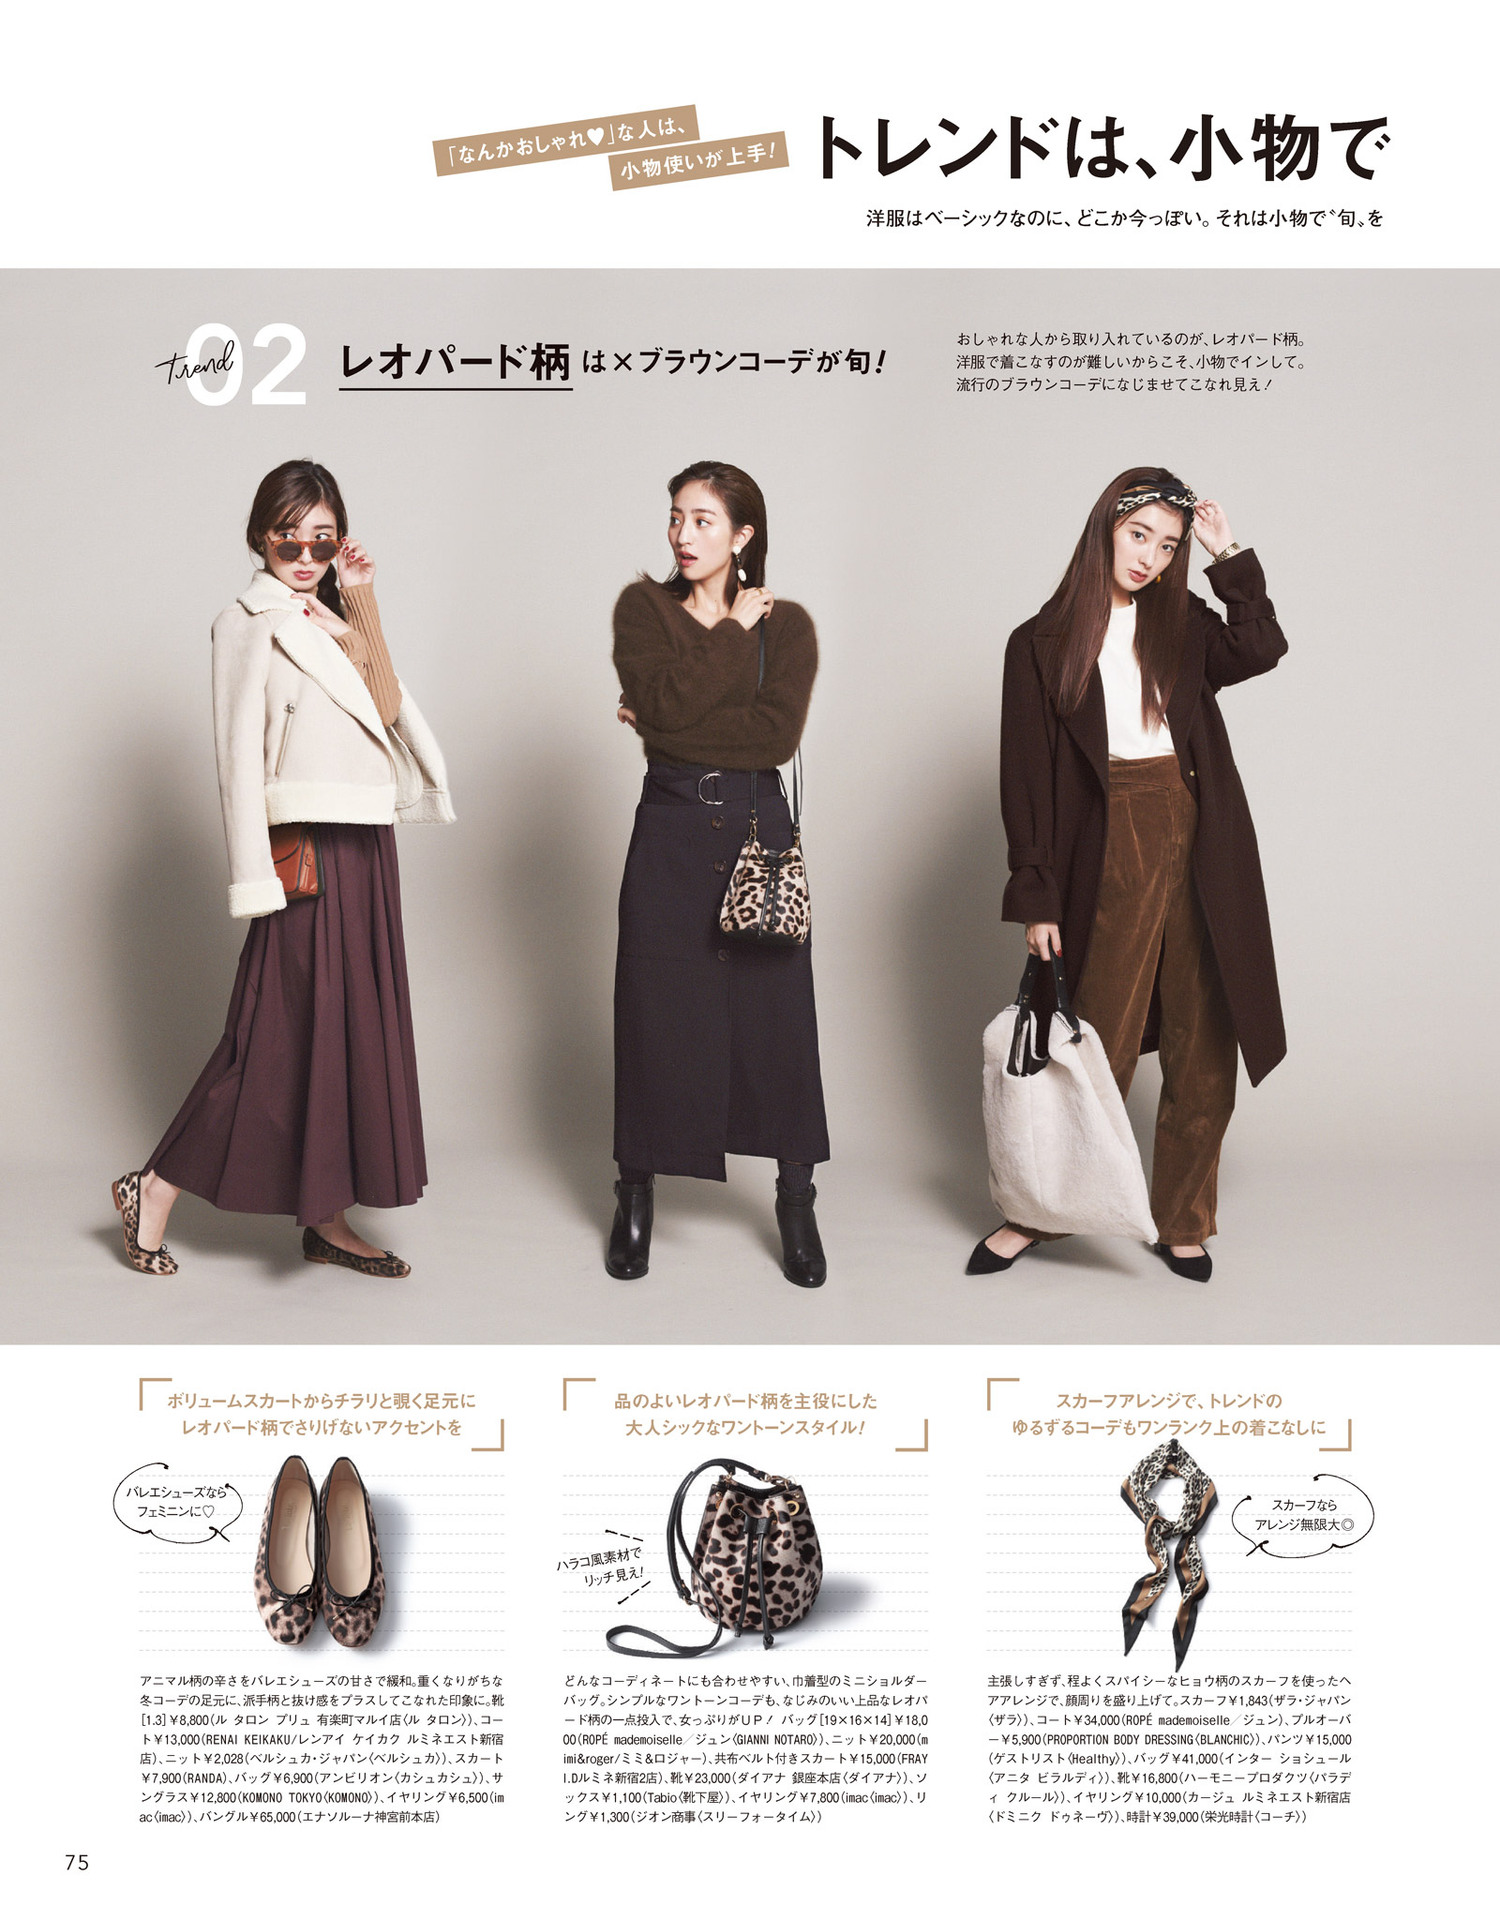 「なんかおしゃれ♥」な人は、
小物使いが上手！
トレンドは、小物で
洋服はベーシックなのに、どこか今っぽい。それは小物で〝旬〟を
Trend 02
レオパード柄は×ブラウンコーデが旬！
おしゃれな人から取り入れているのが、レオパード柄。
洋服で着こなすのが難しいからこそ、小物でインして。
流行のブラウンコーデになじませてこなれ見え！
ボリュームスカートからチラリと覗く足元に
レオパード柄でさりげないアクセントを
バレエシューズなら
フェミニンに♡
アニマル柄の辛さをバレエシューズの甘さで緩和。重くなりがちな
冬コーデの足元に、派手柄と抜け感をプラスしてこなれた印象に。靴
[1.3]￥8,800（ル タロン プリュ 有楽町マルイ店〈ル タロン〉）、コー
ト￥13,000（RENAI KEIKAKU/レンアイ ケイカク ルミネエスト新宿
店）、ニット￥2,028（ベルシュカ・ジャパン〈ベルシュカ〉）、スカート
￥7,900（RANDA）、バッグ￥6,900（アンビリオン〈カシュカシュ〉）、サ
ングラス￥12,800（KOMONO TOKYO〈KOMONO〉）、イヤリング￥6,500（im
ac〈imac〉）、バングル￥65,000（エナソルーナ神宮前本店）
品のよいレオパード柄を主役にした
大人シックなワントーンスタイル！
ハラコ風素材で
リッチ見え！
どんなコーディネートにも合わせやすい、巾着型のミニショルダー
バッグ。シンプルなワントーンコーデも、なじみのいい上品なレオパ
ード柄の一点投入で、女っぷりがUP！ バッグ[19×16×14]￥18,0
00（ROPÉ mademoiselle／ジュン〈GIANNI NOTARO〉）、ニット￥20,000（m
imi&roger/ミミ&ロジャー）、共布ベルト付きスカート￥15,000（FRAY
I.Dルミネ新宿2店）、靴￥23,000（ダイアナ 銀座本店〈ダイアナ〉）、ソ
ックス￥1,100（Tabio〈靴下屋〉）、イヤリング￥7,800（imac〈imac〉）、リ
ング￥1,300（ジオン商事〈スリーフォータイム〉）
スカーフアレンジで、トレンドの
ゆるずるコーデもワンランク上の着こなしに
スカーフなら
アレンジ無限大◎
主張しすぎず、程よくスパイシーなヒョウ柄のスカーフを使ったヘ
アアレンジで、顔周りを盛り上げて。スカーフ￥1,843（ザラ・ジャパン
〈ザラ〉）、コート￥34,000（ROPÉ mademoiselle／ジュン）、プルオーバ
ー￥5,900（PROPORTION BODY DRESSING〈BLANCHIC〉）、パンツ￥15,000
（ゲストリスト〈Healthy〉）、バッグ￥41,000（インター ショシュール
〈アニタ ビラルディ〉）、靴￥16,800（ハーモニープロダクツ〈パラデ
ィ クルール〉）、イヤリング￥10,000（カージュ ルミネエスト新宿店
〈ドミニク ドゥネーヴ〉）、時計￥39,000（栄光時計〈コーチ〉）
75